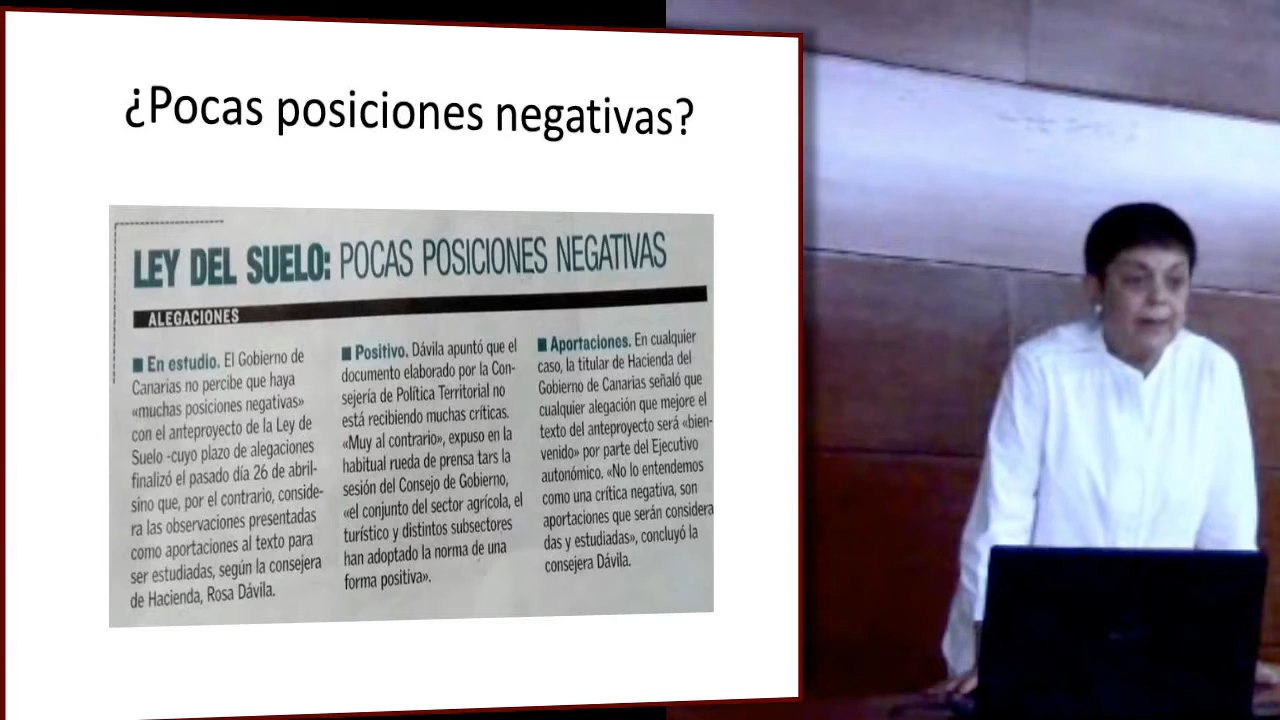 ¿Pocas posiciones negativas?
LEY DEL SUELO: POCAS POSICIONES NEGATIVAS
ALEGACIONES
■ En estudio. El Gobierno de
Canarias no percibe que haya
«muchas posiciones negativas»
con el anteproyecto de la Ley de
Suelo -cuyo plazo de alegaciones
finalizó el pasado día 26 de abril-
sino que, por el contrario, conside-
ra las observaciones presentadas
como aportaciones al texto para
ser estudiadas, según la consejera
de Hacienda, Rosa Dávila.
■ Positivo. Dávila apuntó que el
documento elaborado por la Con-
sejería de Política Territorial no
está recibiendo muchas críticas.
«Muy al contrario», expuso en la
habitual rueda de prensa tars la
sesión del Consejo de Gobierno,
«el conjunto del sector agrícola, el
turístico y distintos subsectores
han adoptado la norma de una
forma positiva».
■ Aportaciones. En cualquier
caso, la titular de Hacienda del
Gobierno de Canarias señaló que
cualquier alegación que mejore el
texto del anteproyecto será «bien-
venido» por parte del Ejecutivo
autonómico. «No lo entendemos
como una crítica negativa, son
aportaciones que serán considera
das y estudiadas», concluyó la
consejera Dávila.